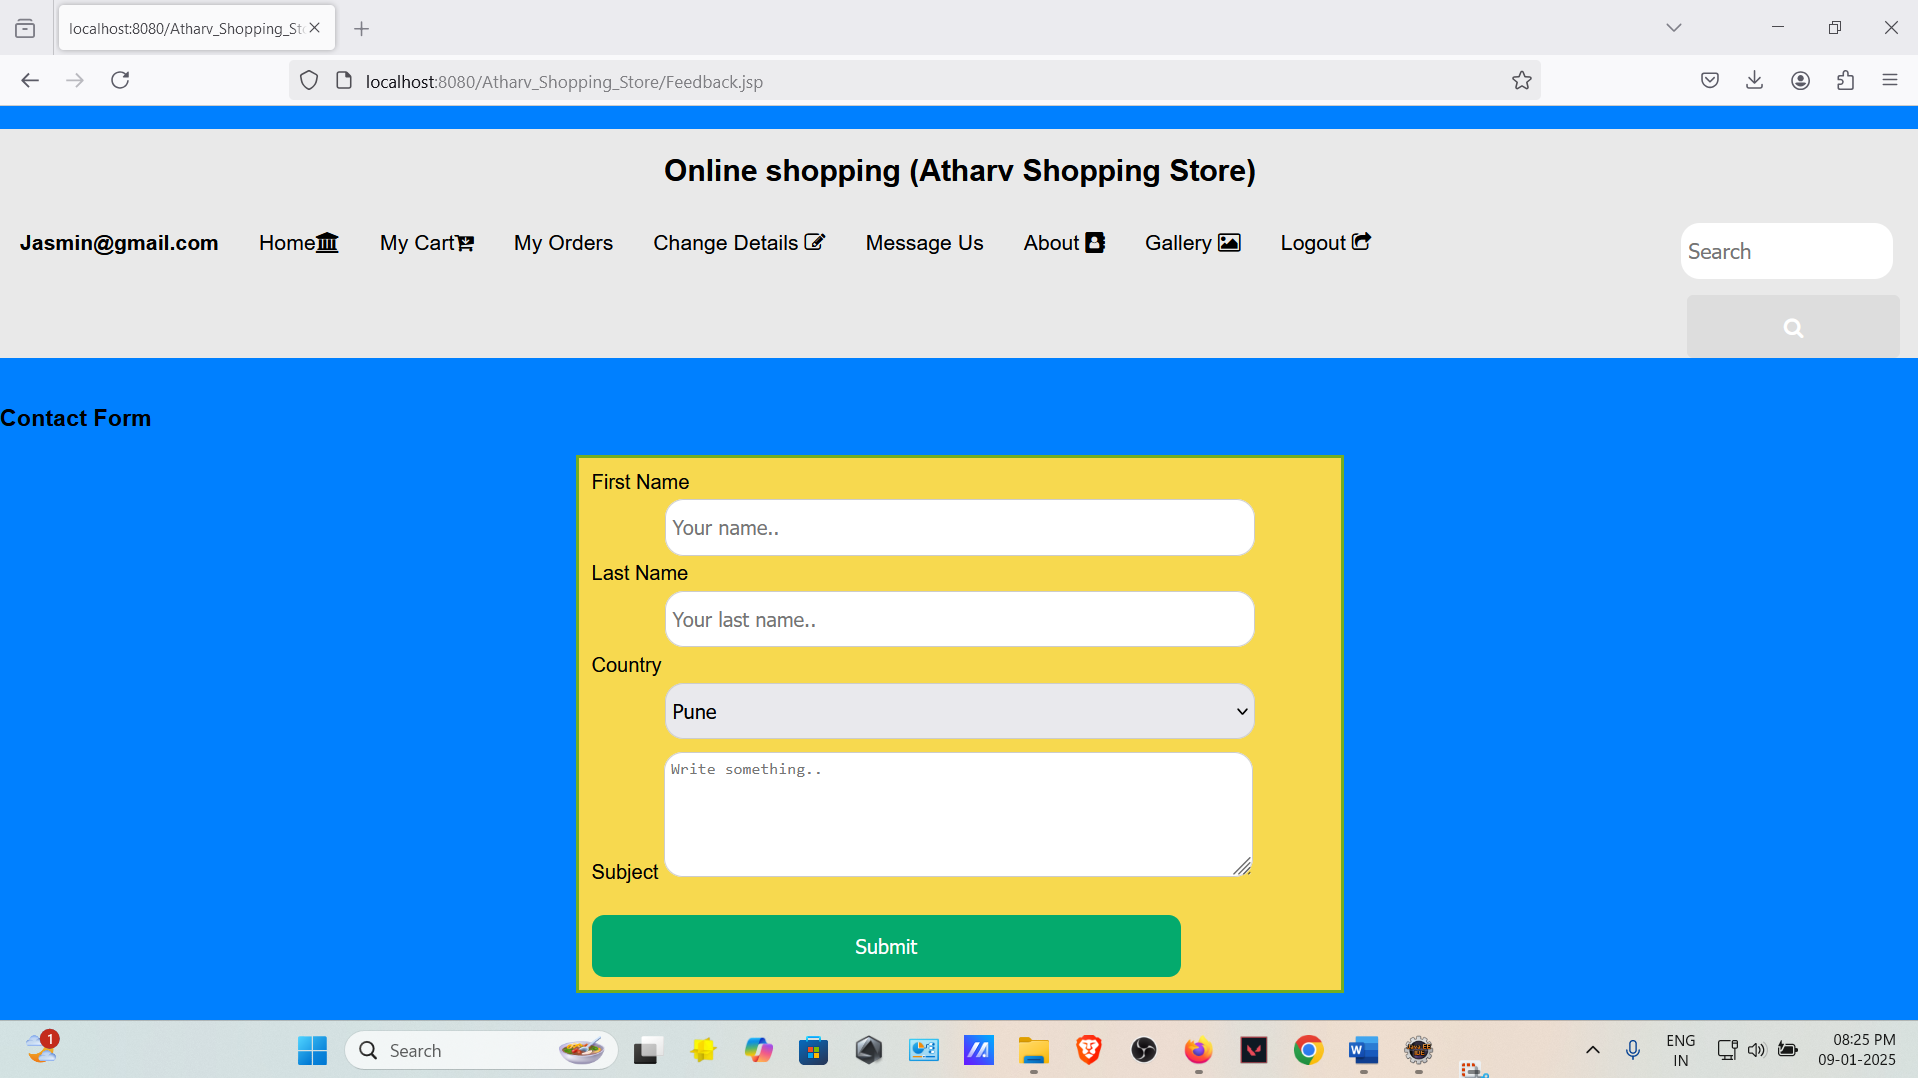 localhost:8080/Atharv_Shopping_St
localhost:8080/Atharv_Shopping_Store/Feedback.jsp
Online shopping (Atharv Shopping Store)
Jasmin@gmail.com Home My Cart My Orders Change Details Message Us About Gallery Logout
Search
Contact Form
First Name
Your name..
Last Name
Your last name..
Country
Pune
Write something..
Subject
Submit
1
Search
ENG
IN
08:25 PM
09-01-2025